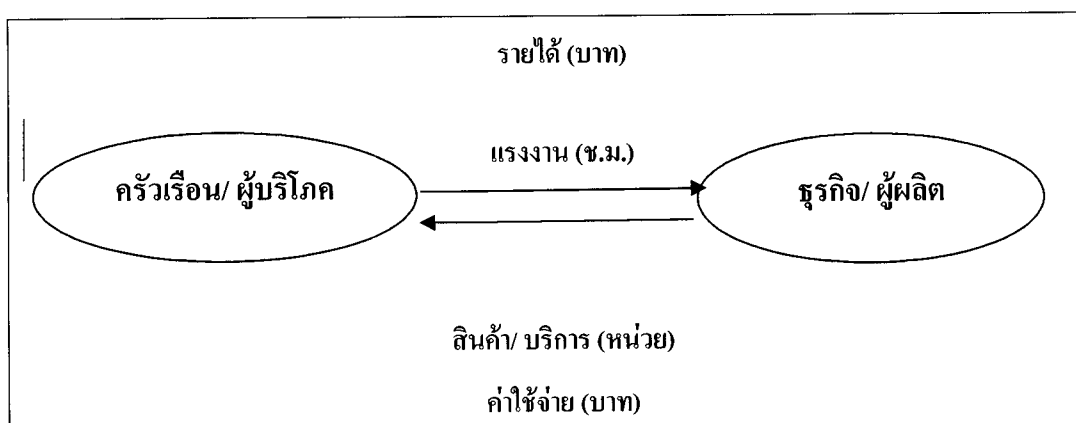 รายได้ (บาท)
แรงงาน (ช.ม.)
ครัวเรือน/ ผู้บริโภค
ธุรกิจ/ ผู้ผลิต
สินค้า/ บริการ (หน่วย)
ค่าใช้จ่าย (บาท)